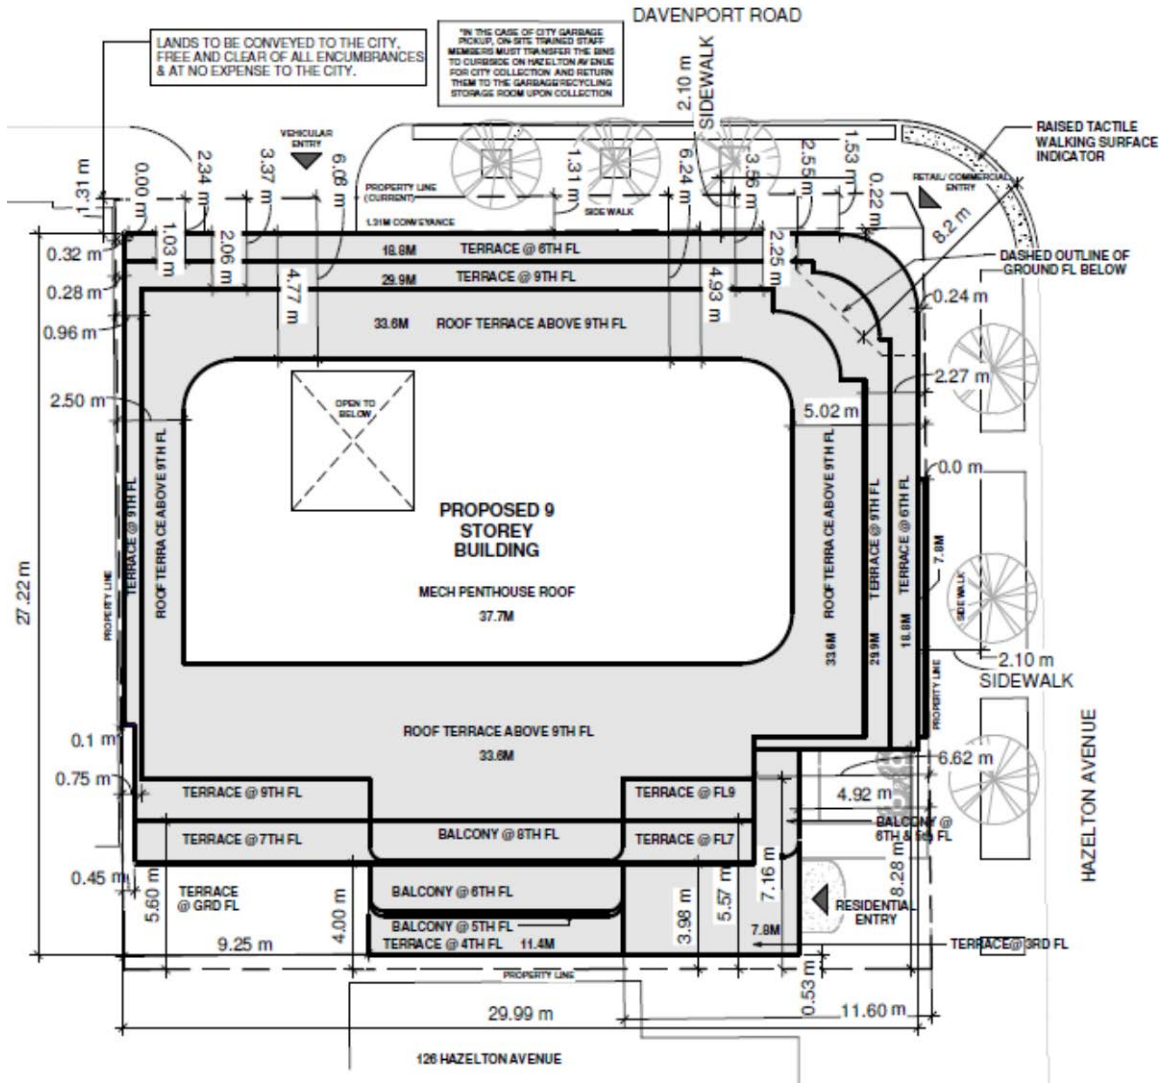 DAVENPORT ROAD
LANDS TO BE CONVEYED TO THE CITY,
FREE AND CLEAR OF ALL ENCUMBRANCES
& AT NO EXPENSE TO THE CITY.
"IN THE CASE OF CITY GARBAGE
PICKUP, ON-SITE TRAINED STAFF
MEMBERS MUST TRANSFER THE BINS
TO CURBSIDE ON HAZELTON AVENUE
FOR CITY COLLECTION AND RETURN
THEM TO THE GARBAGE/RECYCLING
STORAGE ROOM UPON COLLECTION
2.10 m
SIDEWALK
RAISED TACTILE
WALKING SURFACE
INDICATOR
VEHICULAR
ENTRY
1.31 m
0.00 m
2.34 m
3.37 m
6.08 m
PROPERTY LINE
(CURRENT)
1.31M CONVEYANCE
1.31 m
SIDEWALK
6.24 m
3.56 m
2.55 m
1.53 m
0.22 m
RETAIL/ COMMERCIAL
ENTRY
8.2 m
DASHED OUTLINE OF
GROUND FL BELOW
0.32 m
1.03 m
2.06 m
18.8M
TERRACE @ 6TH FL
2.25 m
0.28 m
4.77 m
29.9M
TERRACE @ 9TH FL
4.93 m
0.24 m
0.96 m
33.6M
ROOF TERRACE ABOVE 9TH FL
2.27 m
2.50 m
OPEN TO
BELOW
5.02 m
0.0 m
TERRACE @ 9TH FL
ROOF TERRACE ABOVE 9TH FL
PROPOSED 9
STOREY
BUILDING
MECH PENTHOUSE ROOF
37.7M
ROOF TERRACE ABOVE 9TH FL
33.6M
TERRACE @ 9TH FL
29.9M
TERRACE @ 6TH FL
18.8M
7.8M
SIDEWALK
27.22 m
PROPERTY LINE
2.10 m
SIDEWALK
PROPERTY LINE
HAZELTON AVENUE
ROOF TERRACE ABOVE 9TH FL
33.6M
0.1 m
0.75 m
6.62 m
4.92 m
TERRACE @ 9TH FL
TERRACE @ FL9
TERRACE @ 7TH FL
BALCONY @ 8TH FL
TERRACE @ FL7
BALCONY @
6TH & 5th FL
0.45 m
5.60 m
TERRACE
@ GRD FL
4.00 m
BALCONY @ 6TH FL
3.98 m
5.57 m
7.16 m
8.28 m
RESIDENTIAL
ENTRY
BALCONY @ 5TH FL
9.25 m
TERRACE @ 4TH FL
11.4M
7.8M
TERRACE@ 3RD FL
PROPERTY LINE
0.53 m
29.99 m
11.60 m
126 HAZELTON AVENUE